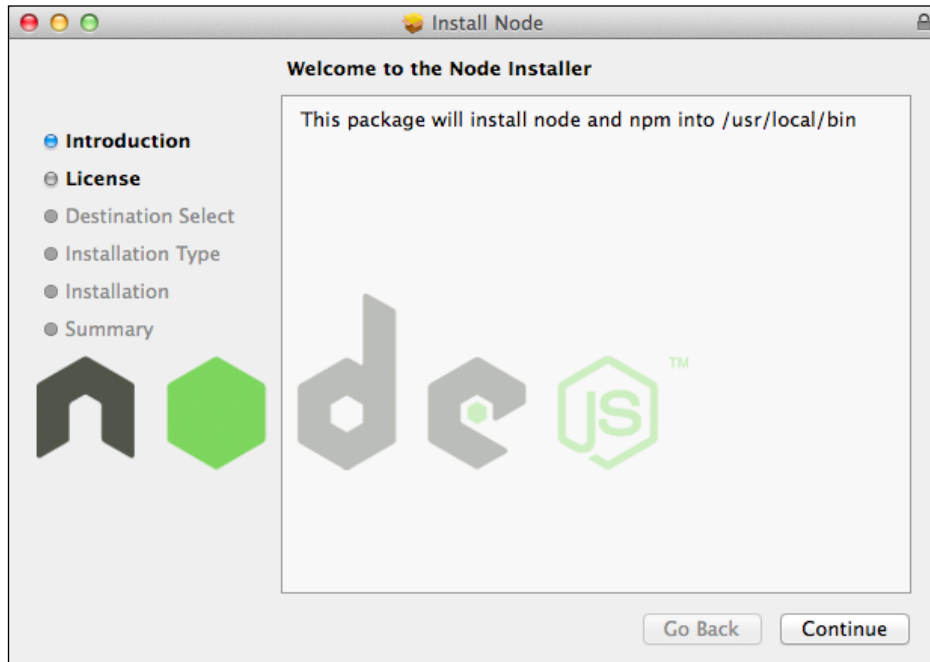 Install Node
Welcome to the Node Installer
Introduction
License
Destination Select
Installation Type
Installation
Summary
This package will install node and npm into /usr/local/bin
node
JS
TM
Go Back
Continue